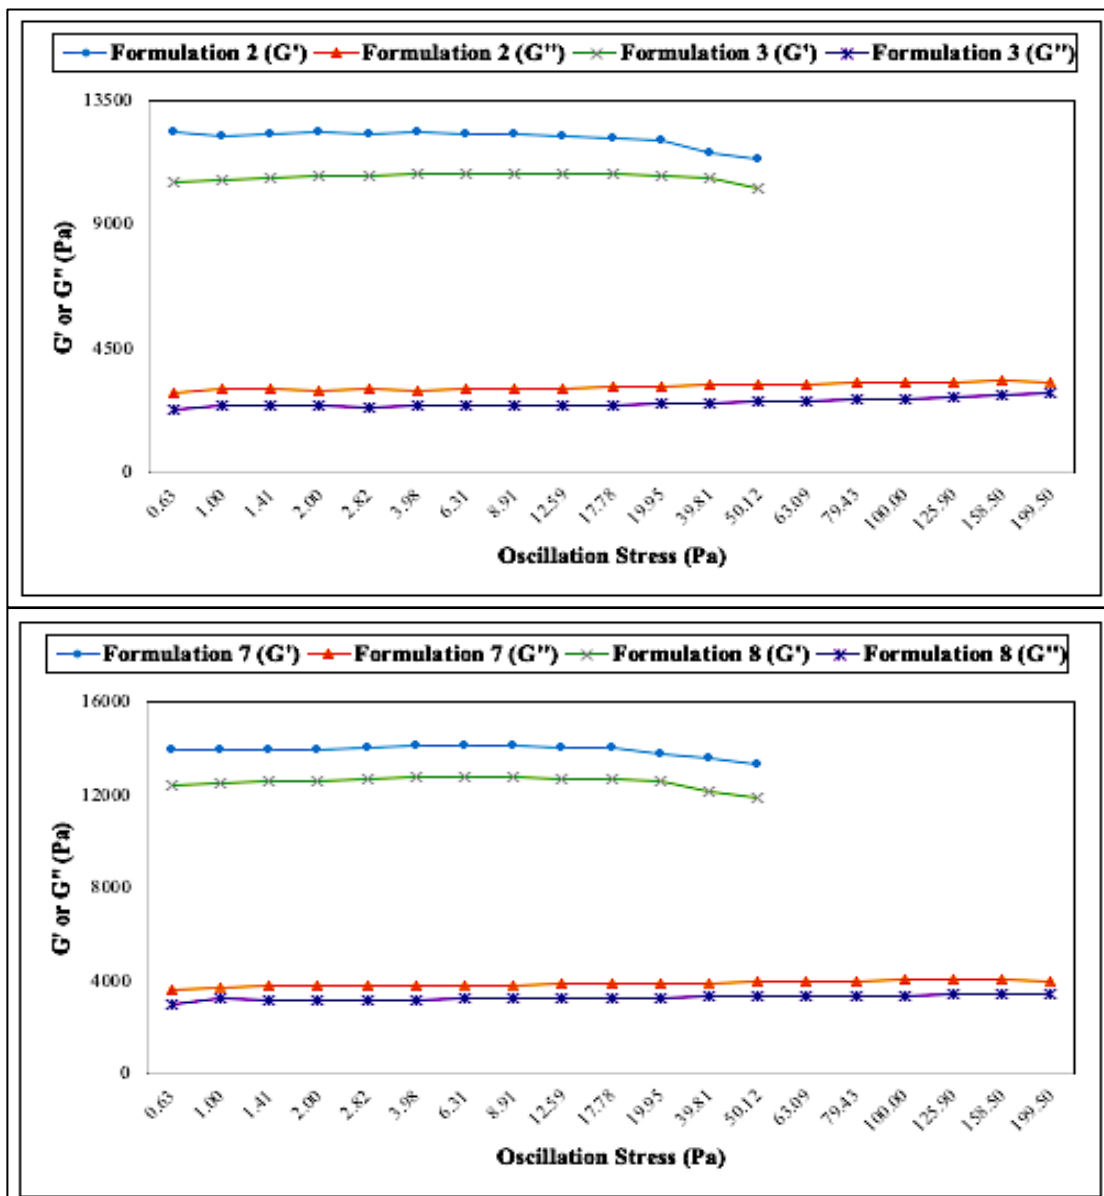 Formulation 2 (G') Formulation 2 (G'') Formulation 3 (G') Formulation 3 (G'')
13500
9000
4500
0
G' or G'' (Pa)
0.63 1.00 1.41 2.00 2.82 3.98 6.31 8.91 12.59 17.78 19.95 39.81 50.12 63.09 79.43 100.00 125.90 158.50 199.50
Oscillation Stress (Pa)
Formulation 7 (G') Formulation 7 (G'') Formulation 8 (G') Formulation 8 (G'')
16000
12000
8000
4000
0
G' or G'' (Pa)
0.63 1.00 1.41 2.00 2.82 3.98 6.31 8.91 12.59 17.78 19.95 39.81 50.12 63.09 79.43 100.00 125.90 158.50 199.50
Oscillation Stress (Pa)